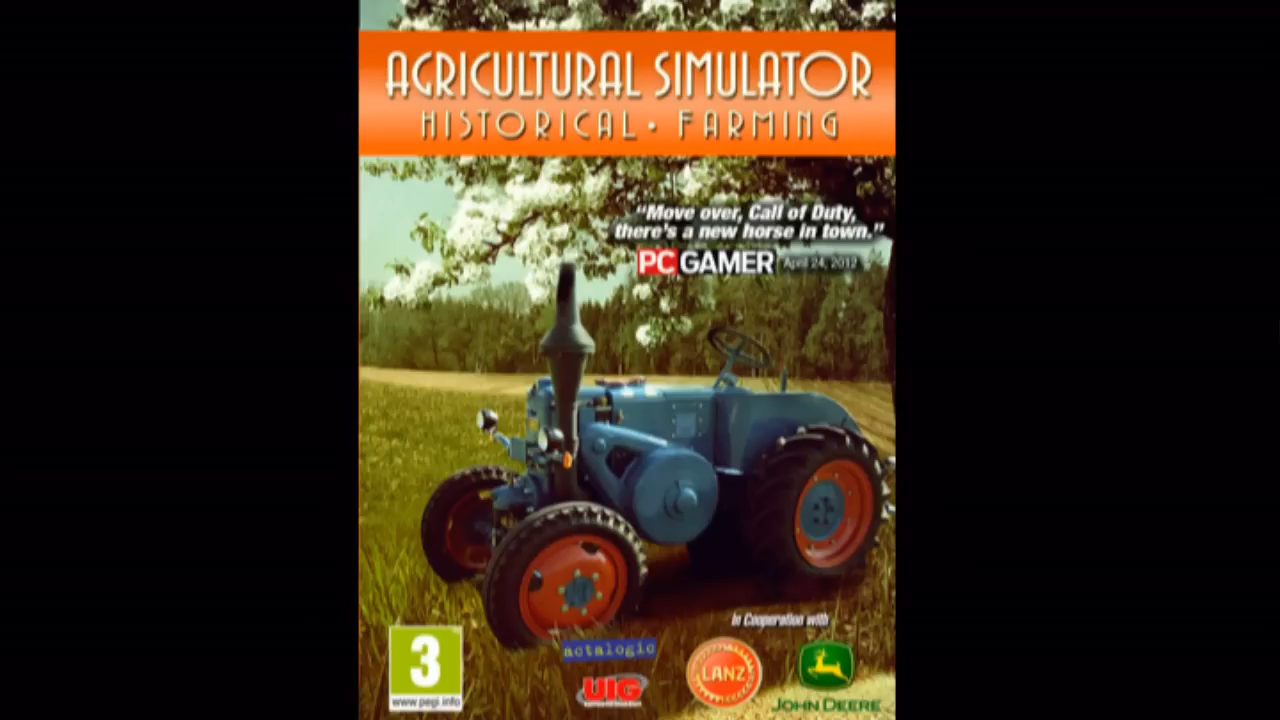 AGRICULTURAL SIMULATOR
HISTORICAL • FARMING
“Move over, Call of Duty,
there’s a new horse in town.”
PC GAMER April 24, 2012
In Cooperation with
3
www.pegi.info
actalogic
UIG
LANZ
JOHN DEERE